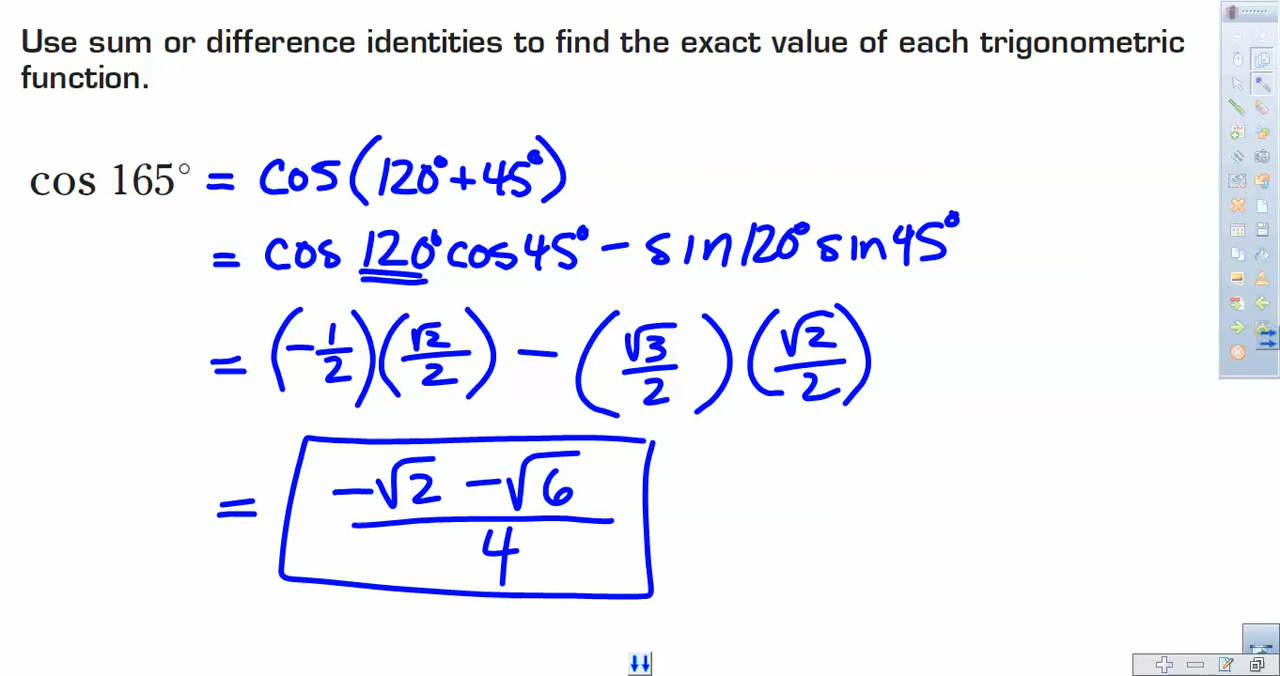 Use sum or difference identities to find the exact value of each trigonometric
function.
cos 165° = cos(120°+45°)
= cos 120° cos 45° − sin 120° sin 45°
= (−1/2)(√2/2) − (√3/2)(√2/2)
= (−√2 −√6)/4